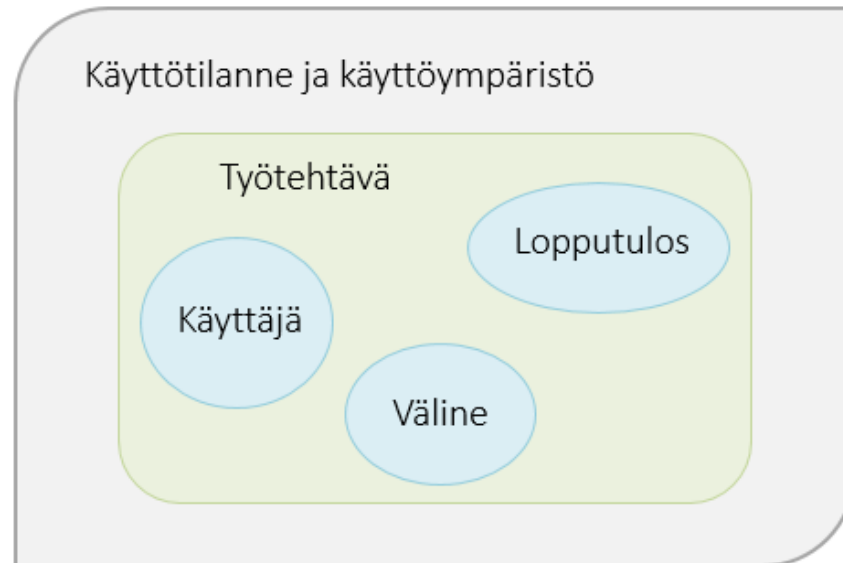 Käyttötilanne ja käyttöympäristö
Työtehtävä
Lopputulos
Käyttäjä
Väline